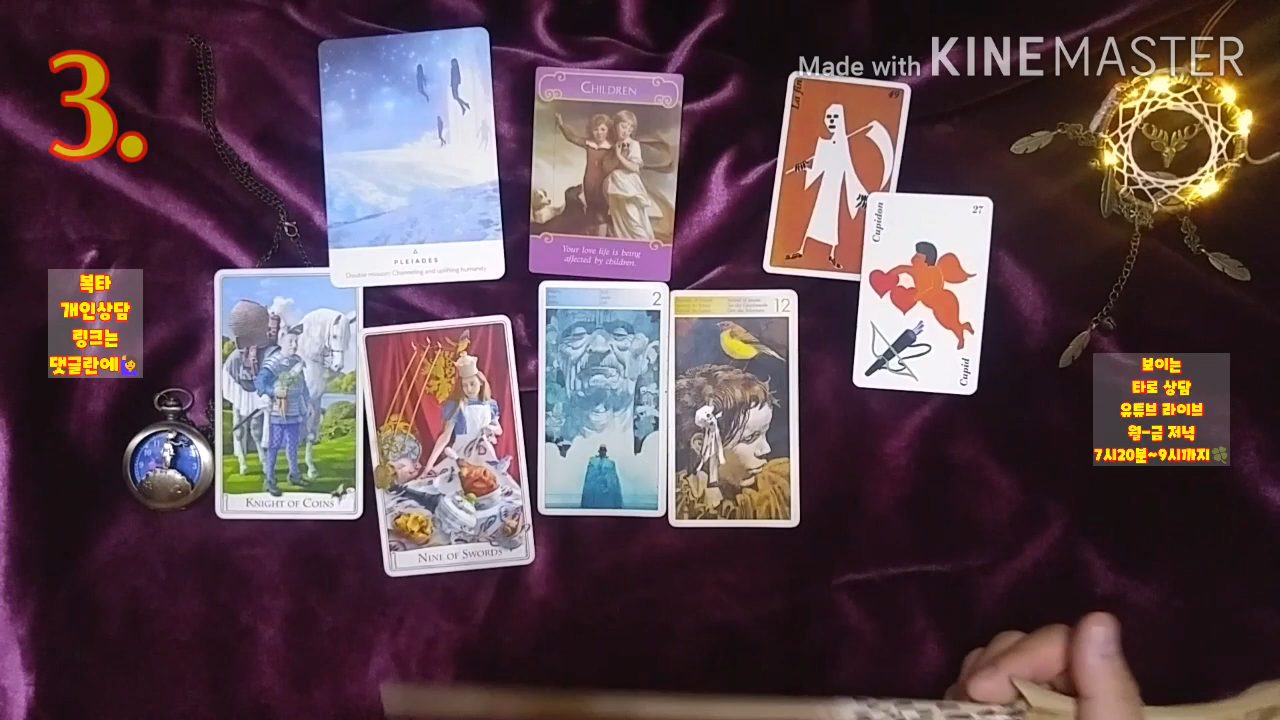 3.
Made with KINEMASTER
PLEIADES
Double mission: Channeling and uplifting humanity
CHILDREN
Your love life is being
affected by children.
La fin
49
Cupidon
Cupid
복타
개인상담
링크는
댓글란에🙋‍♀️
KNIGHT OF COINS
NINE OF SWORDS
2
12
보이는
타로 상담
유튜브 라이브
월-금 저녁
7시20분~9시까지🍀